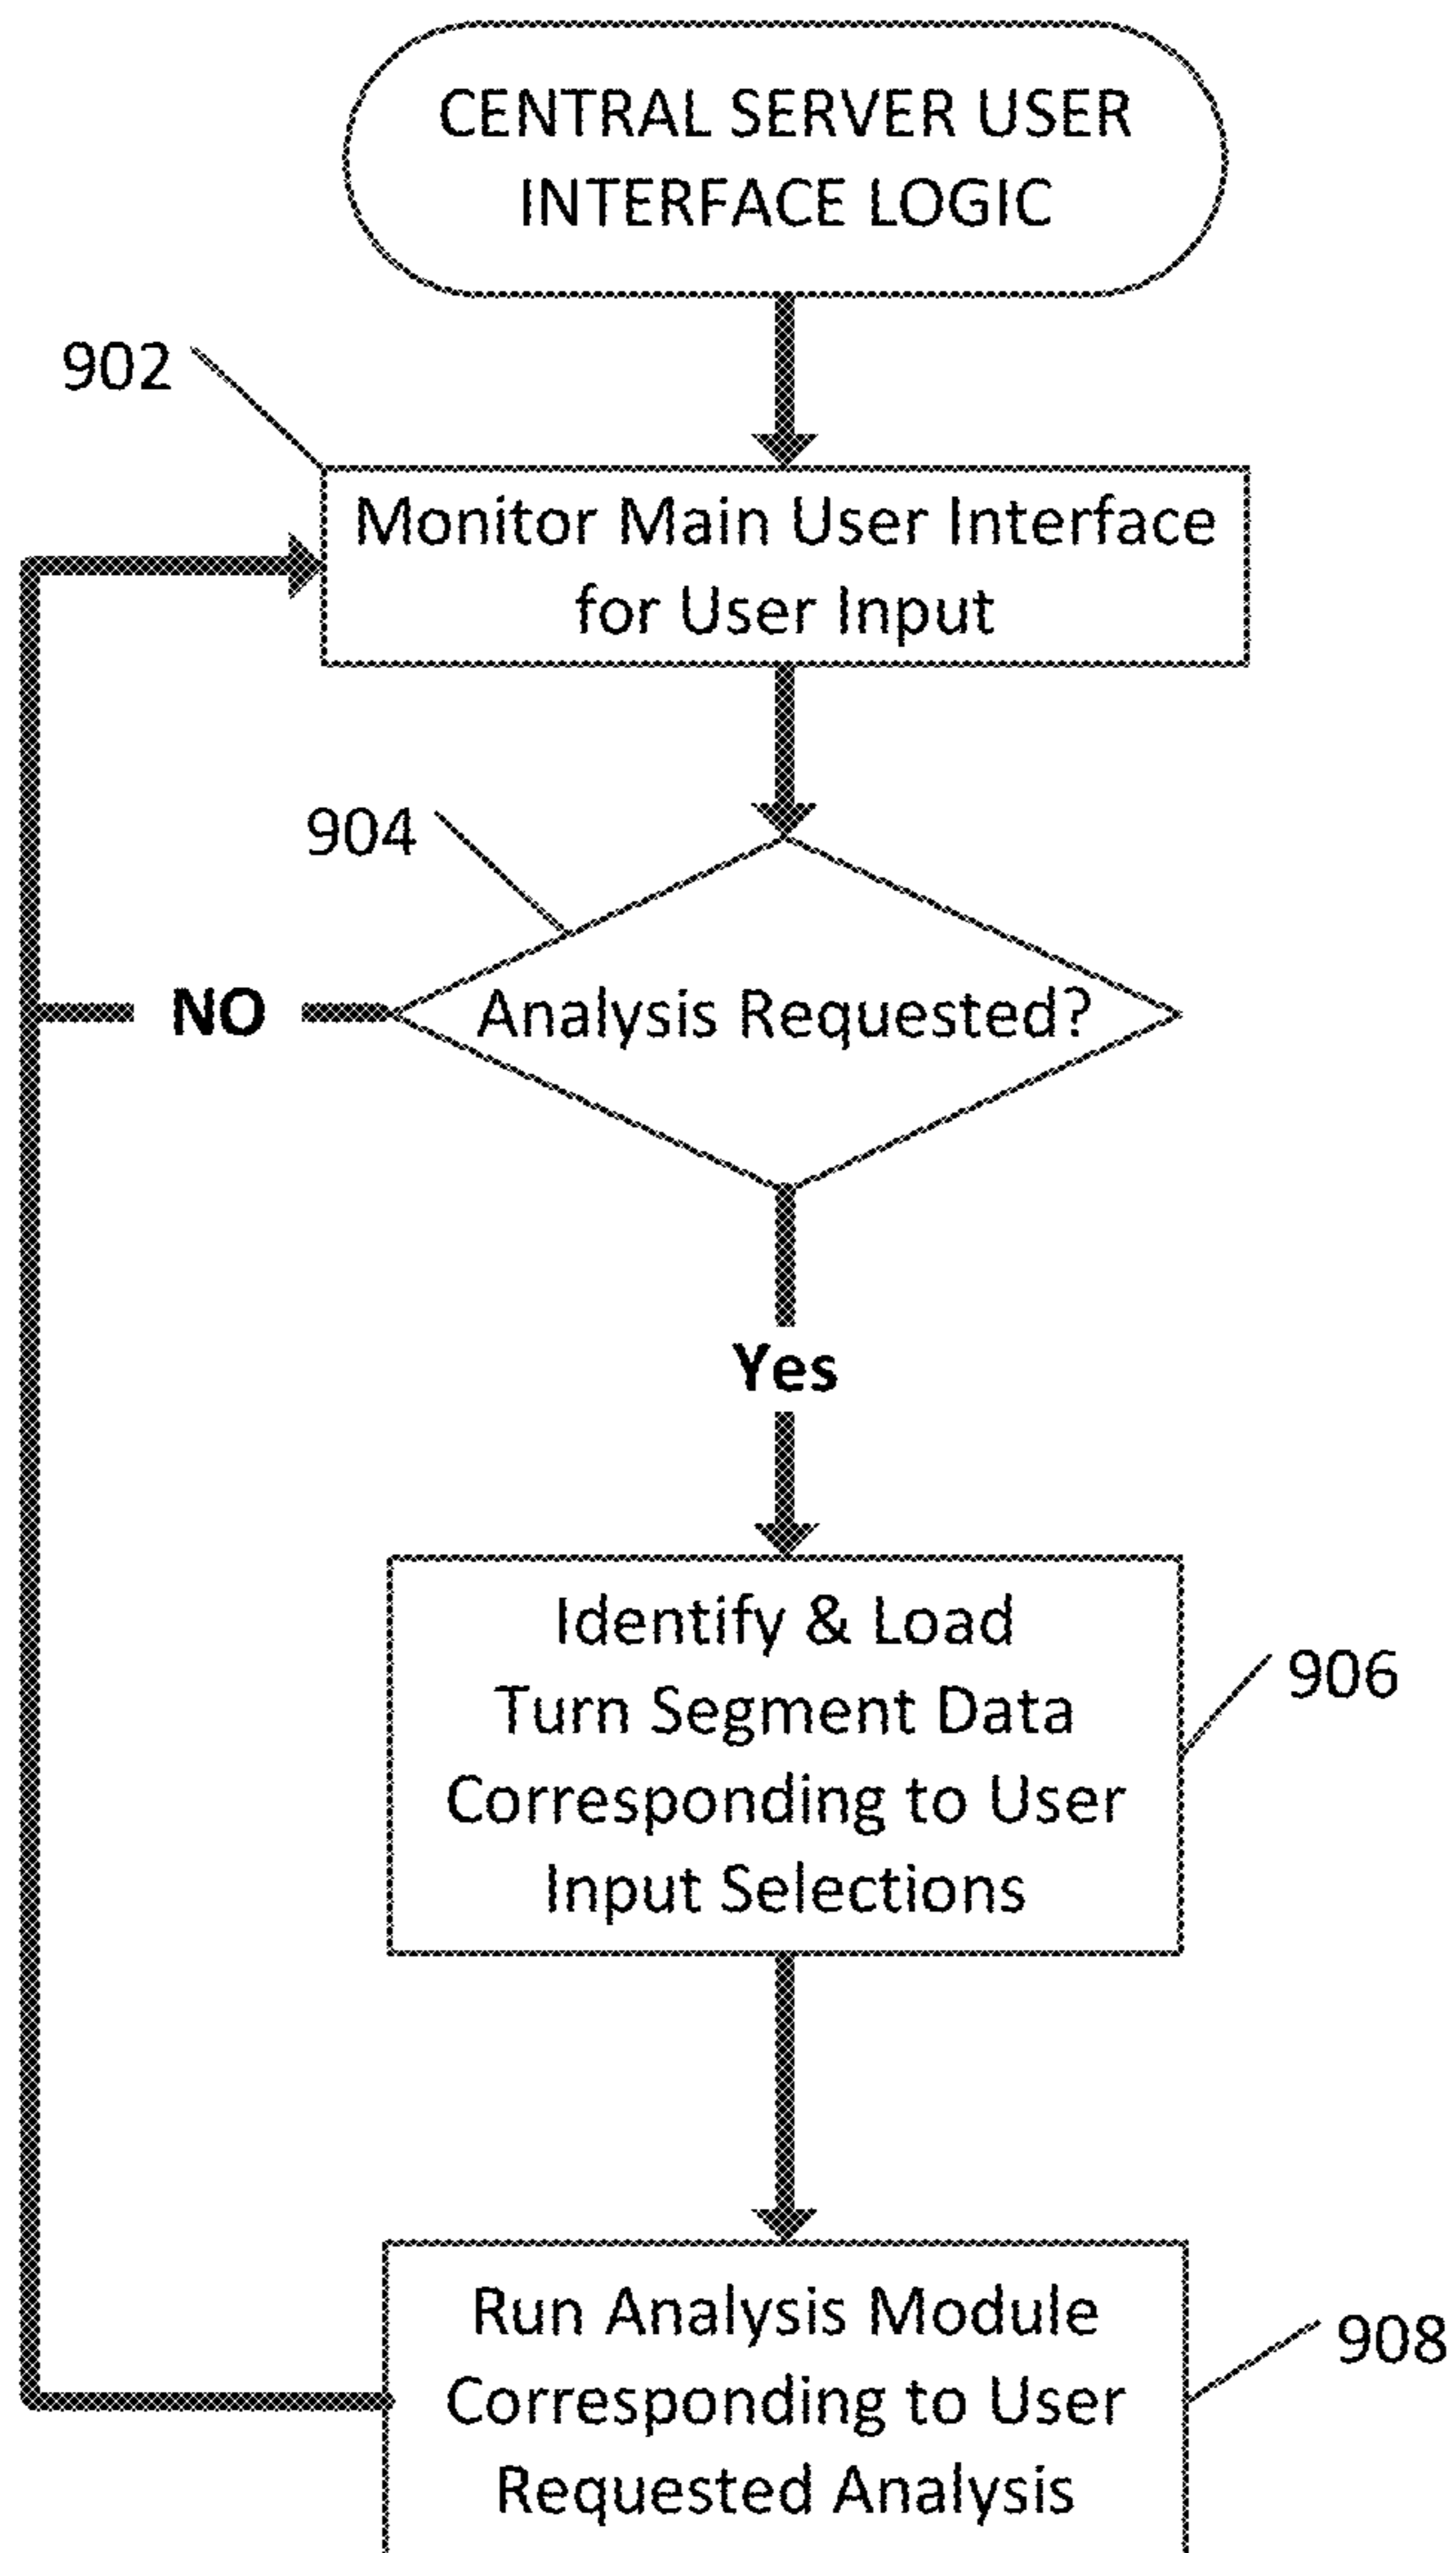 CENTRAL SERVER USER
INTERFACE LOGIC
902
Monitor Main User Interface
for User Input
904
NO
Analysis Requested?
Yes
Identify & Load
Turn Segment Data
Corresponding to User
Input Selections
906
Run Analysis Module
Corresponding to User
Requested Analysis
908